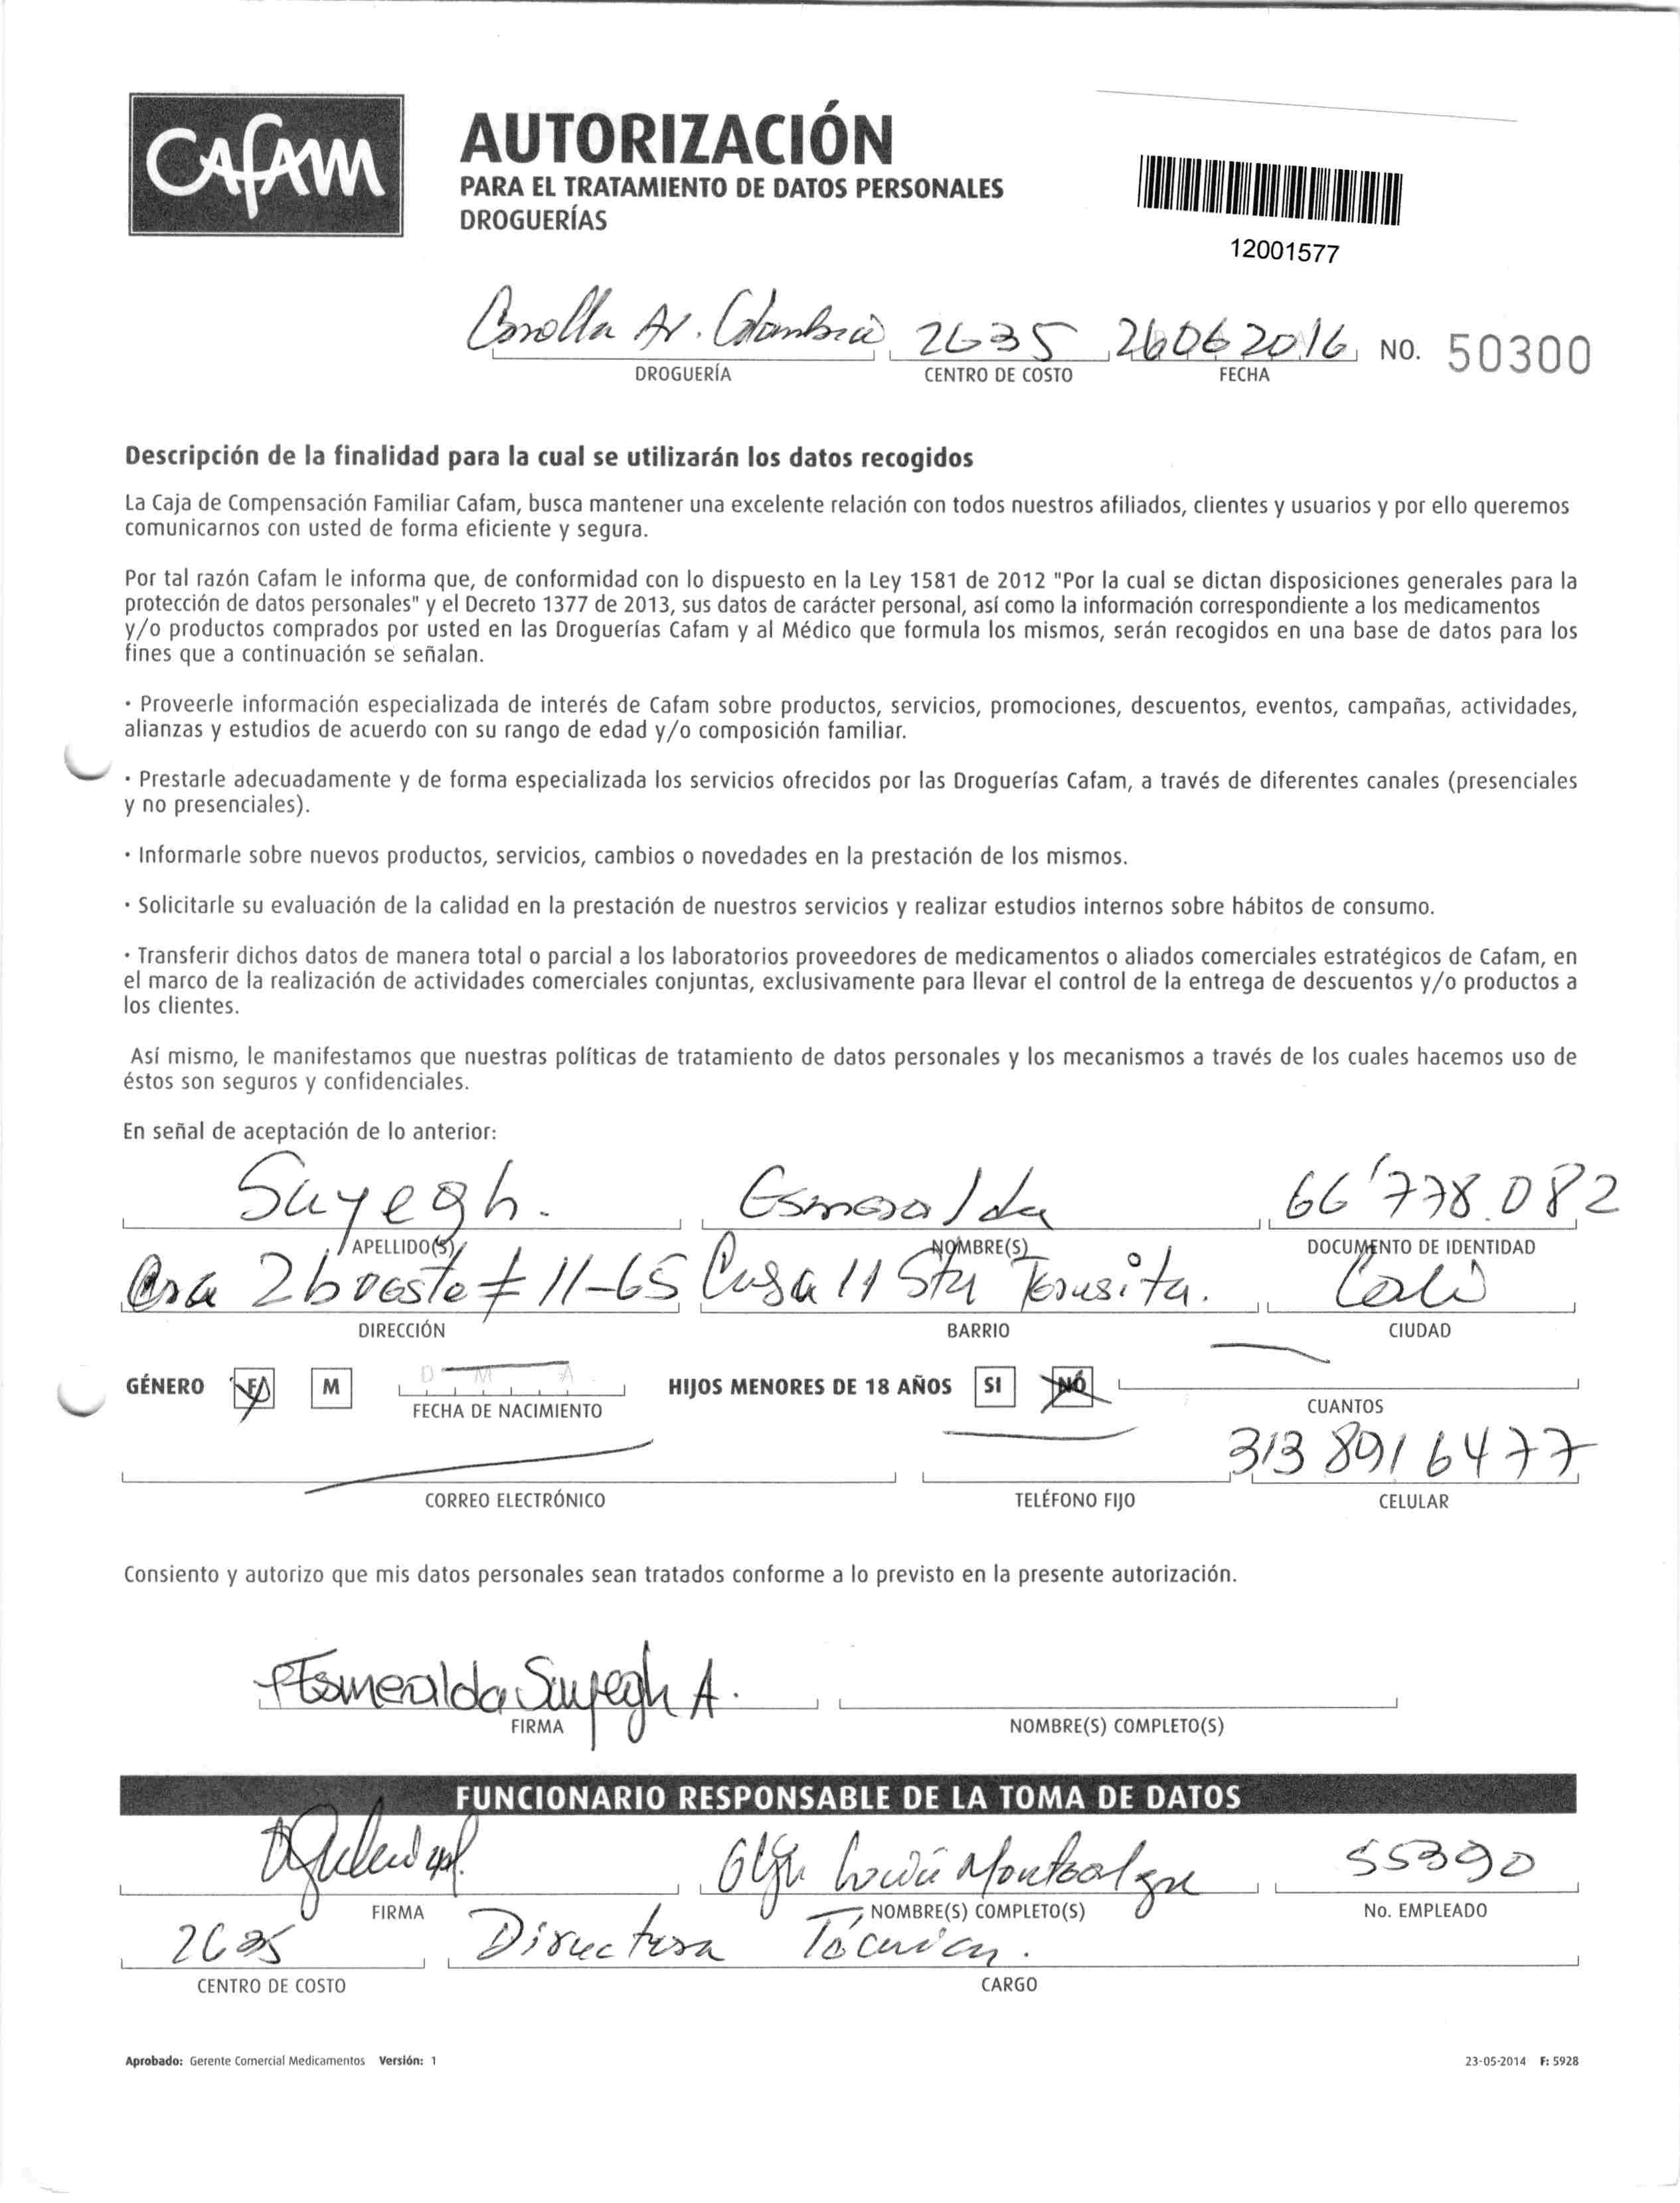 CAFAM
AUTORIZACIÓN
PARA EL TRATAMIENTO DE DATOS PERSONALES
DROGUERÍAS
12001577
Av. Colombia 2635 26062016 NO. 50300
DROGUERÍA CENTRO DE COSTO FECHA
Descripción de la finalidad para la cual se utilizarán los datos recogidos
La Caja de Compensación Familiar Cafam, busca mantener una excelente relación con todos nuestros afiliados, clientes y usuarios y por ello queremos
comunicarnos con usted de forma eficiente y segura.
Por tal razón Cafam le informa que, de conformidad con lo dispuesto en la Ley 1581 de 2012 "Por la cual se dictan disposiciones generales para la
protección de datos personales" y el Decreto 1377 de 2013, sus datos de carácter personal, así como la información correspondiente a los medicamentos
y/o productos comprados por usted en las Droguerías Cafam y al Médico que formula los mismos, serán recogidos en una base de datos para los
fines que a continuación se señalan.
· Proveerle información especializada de interés de Cafam sobre productos, servicios, promociones, descuentos, eventos, campañas, actividades,
alianzas y estudios de acuerdo con su rango de edad y/o composición familiar.
· Prestarle adecuadamente y de forma especializada los servicios ofrecidos por las Droguerías Cafam, a través de diferentes canales (presenciales
y no presenciales).
· Informarle sobre nuevos productos, servicios, cambios o novedades en la prestación de los mismos.
· Solicitarle su evaluación de la calidad en la prestación de nuestros servicios y realizar estudios internos sobre hábitos de consumo.
· Transferir dichos datos de manera total o parcial a los laboratorios proveedores de medicamentos o aliados comerciales estratégicos de Cafam, en
el marco de la realización de actividades comerciales conjuntas, exclusivamente para llevar el control de la entrega de descuentos y/o productos a
los clientes.
Así mismo, le manifestamos que nuestras políticas de tratamiento de datos personales y los mecanismos a través de los cuales hacemos uso de
éstos son seguros y confidenciales.
En señal de aceptación de lo anterior:
Sayegh. Esmeralda 66'778.082
APELLIDO(S) NOMBRE(S) DOCUMENTO DE IDENTIDAD
Cra 2b oeste # 11-65 Casa 11 Sta Teresita. Cali
DIRECCIÓN BARRIO CIUDAD
GÉNERO F M D M A HIJOS MENORES DE 18 AÑOS SI NO
FECHA DE NACIMIENTO CUANTOS
313 8916477
CORREO ELECTRÓNICO TELÉFONO FIJO CELULAR
Consiento y autorizo que mis datos personales sean tratados conforme a lo previsto en la presente autorización.
Esmeralda Sayegh A.
FIRMA NOMBRE(S) COMPLETO(S)
FUNCIONARIO RESPONSABLE DE LA TOMA DE DATOS
Olga Lucía 55390
FIRMA NOMBRE(S) COMPLETO(S) No. EMPLEADO
2635 Directora Técnica.
CENTRO DE COSTO CARGO
Aprobado: Gerente Comercial Medicamentos Versión: 1 23-05-2014 F: 5928